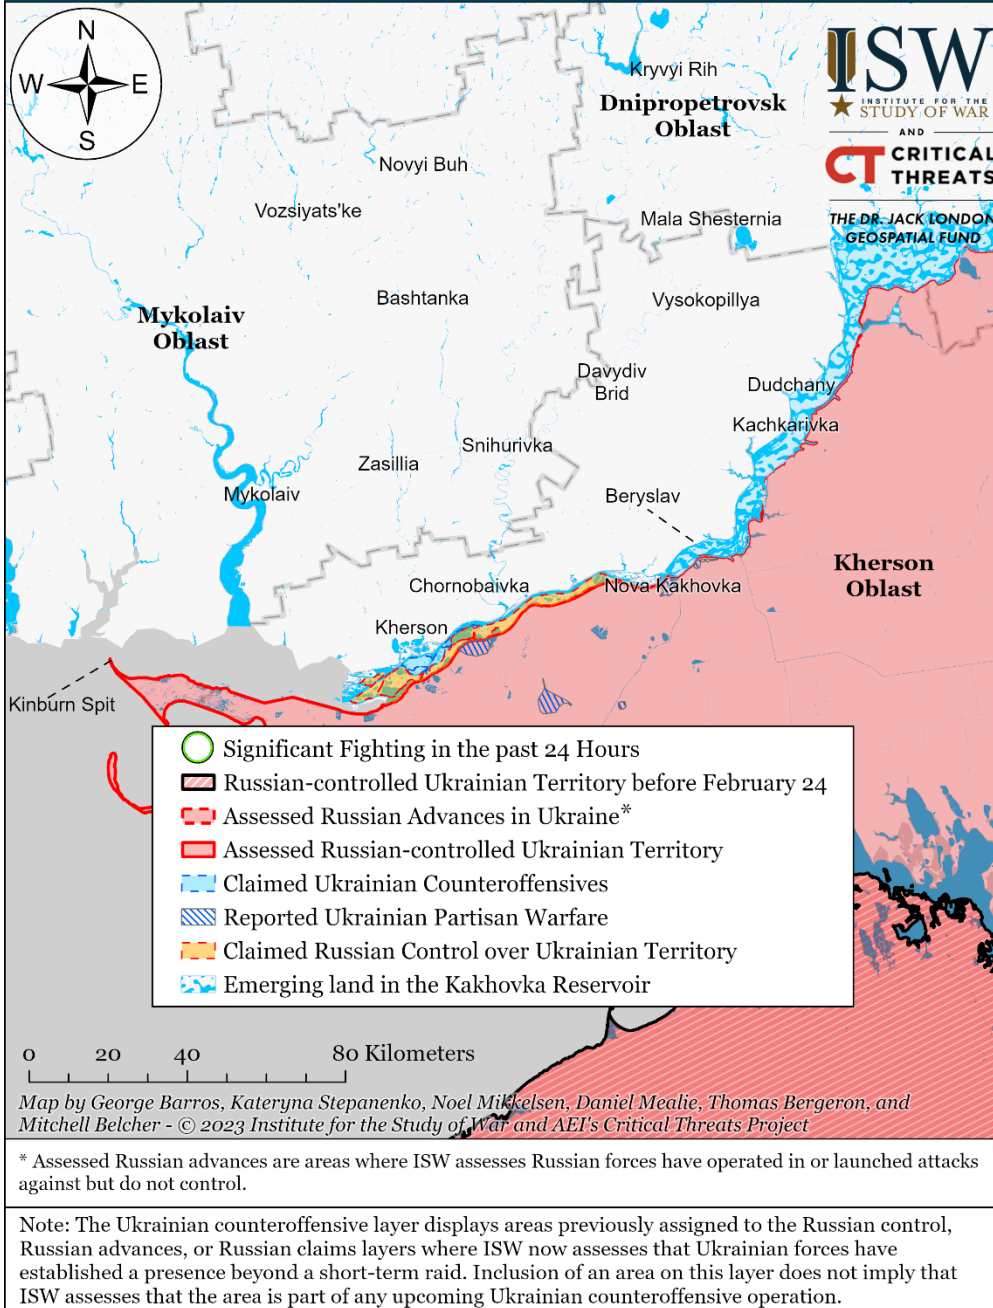 N
W
E
S
Kryvyi Rih
Dnipropetrovsk
Oblast
ISW
INSTITUTE FOR THE
STUDY OF WAR
AND
CT CRITICAL
THREATS
THE DR. JACK LONDON
GEOSPATIAL FUND
Novyi Buh
Vozsiyats'ke
Mala Shesternia
Bashtanka
Vysokopillya
Mykolaiv
Oblast
Davydiv
Brid
Dudchany
Kachkarivka
Snihurivka
Zasillia
Mykolaiv
Beryslav
Kherson
Oblast
Chornobaivka
Nova Kakhovka
Kherson
Kinburn Spit
Significant Fighting in the past 24 Hours
Russian-controlled Ukrainian Territory before February 24
Assessed Russian Advances in Ukraine*
Assessed Russian-controlled Ukrainian Territory
Claimed Ukrainian Counteroffensives
Reported Ukrainian Partisan Warfare
Claimed Russian Control over Ukrainian Territory
Emerging land in the Kakhovka Reservoir
0 20 40 80 Kilometers
Map by George Barros, Kateryna Stepanenko, Noel Mikkelsen, Daniel Mealie, Thomas Bergeron, and
Mitchell Belcher - © 2023 Institute for the Study of War and AEI's Critical Threats Project
* Assessed Russian advances are areas where ISW assesses Russian forces have operated in or launched attacks
against but do not control.
Note: The Ukrainian counteroffensive layer displays areas previously assigned to the Russian control,
Russian advances, or Russian claims layers where ISW now assesses that Ukrainian forces have
established a presence beyond a short-term raid. Inclusion of an area on this layer does not imply that
ISW assesses that the area is part of any upcoming Ukrainian counteroffensive operation.